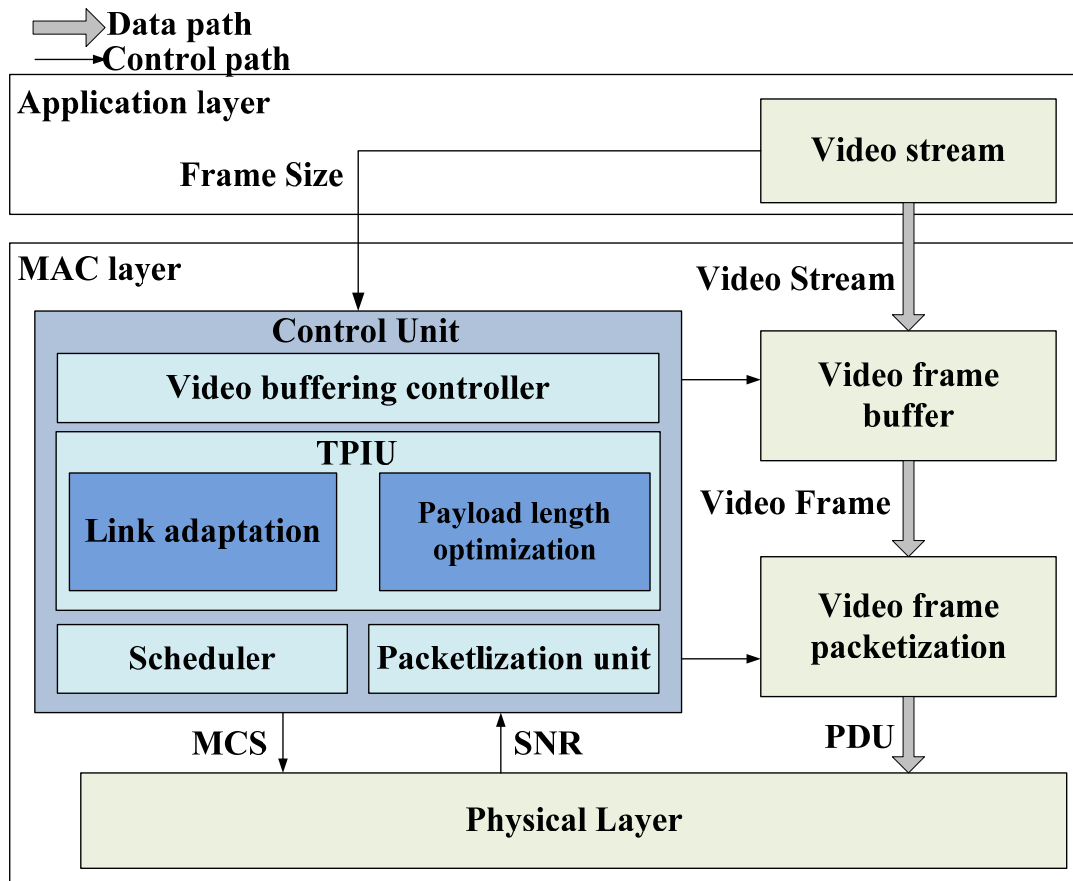 Data path
Control path
Application layer
Video stream
Frame Size
MAC layer
Video Stream
Control Unit
Video buffering controller
Video frame
buffer
TPIU
Link adaptation
Payload length
optimization
Video Frame
Video frame
packetization
Scheduler
Packetlization unit
MCS
SNR
PDU
Physical Layer